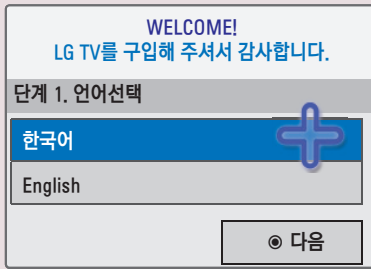 WELCOME!
LG TV를 구입해 주셔서 감사합니다.
단계 1. 언어선택
한국어
English
◉ 다음